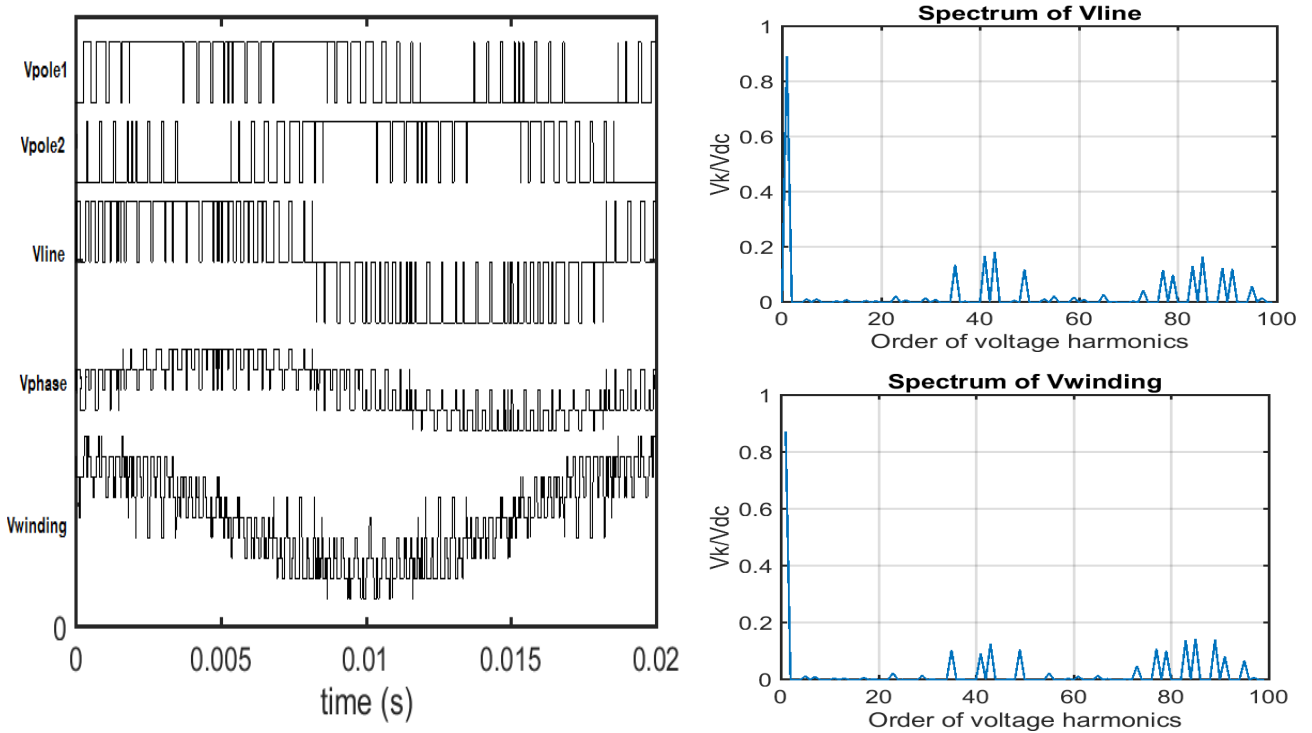 Vpole1
Vpole2
Vline
Vphase
Vwinding
0
0 0.005 0.01 0.015 0.02
time (s)
Spectrum of Vline
1
0.8
0.6
0.4
0.2
0
Vk/Vdc
0 20 40 60 80 100
Order of voltage harmonics
Spectrum of Vwinding
1
0.8
0.6
0.4
0.2
0
Vk/Vdc
0 20 40 60 80 100
Order of voltage harmonics